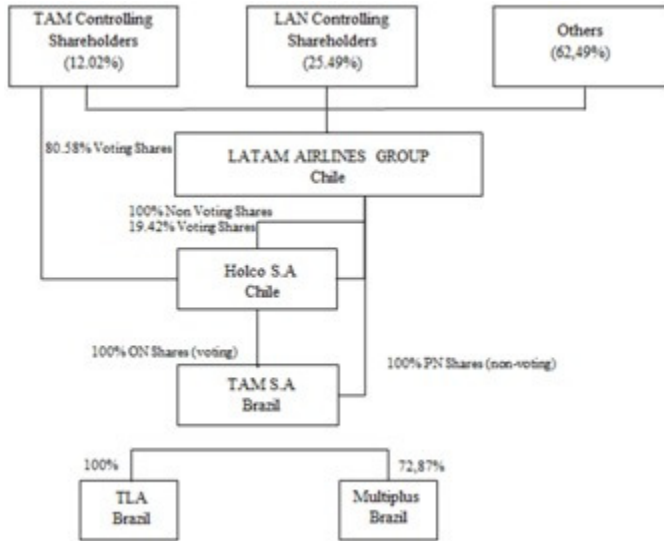 TAM Controlling
Shareholders
(12.02%)
LAN Controlling
Shareholders
(25.49%)
Others
(62,49%)
80.58% Voting Shares
LATAM AIRLINES GROUP
Chile
100% Non Voting Shares
19.42% Voting Shares
Holco S.A
Chile
100% ON Shares (voting)
100% PN Shares (non-voting)
TAM S.A
Brazil
100%
72,87%
TLA
Brazil
Multiplus
Brazil